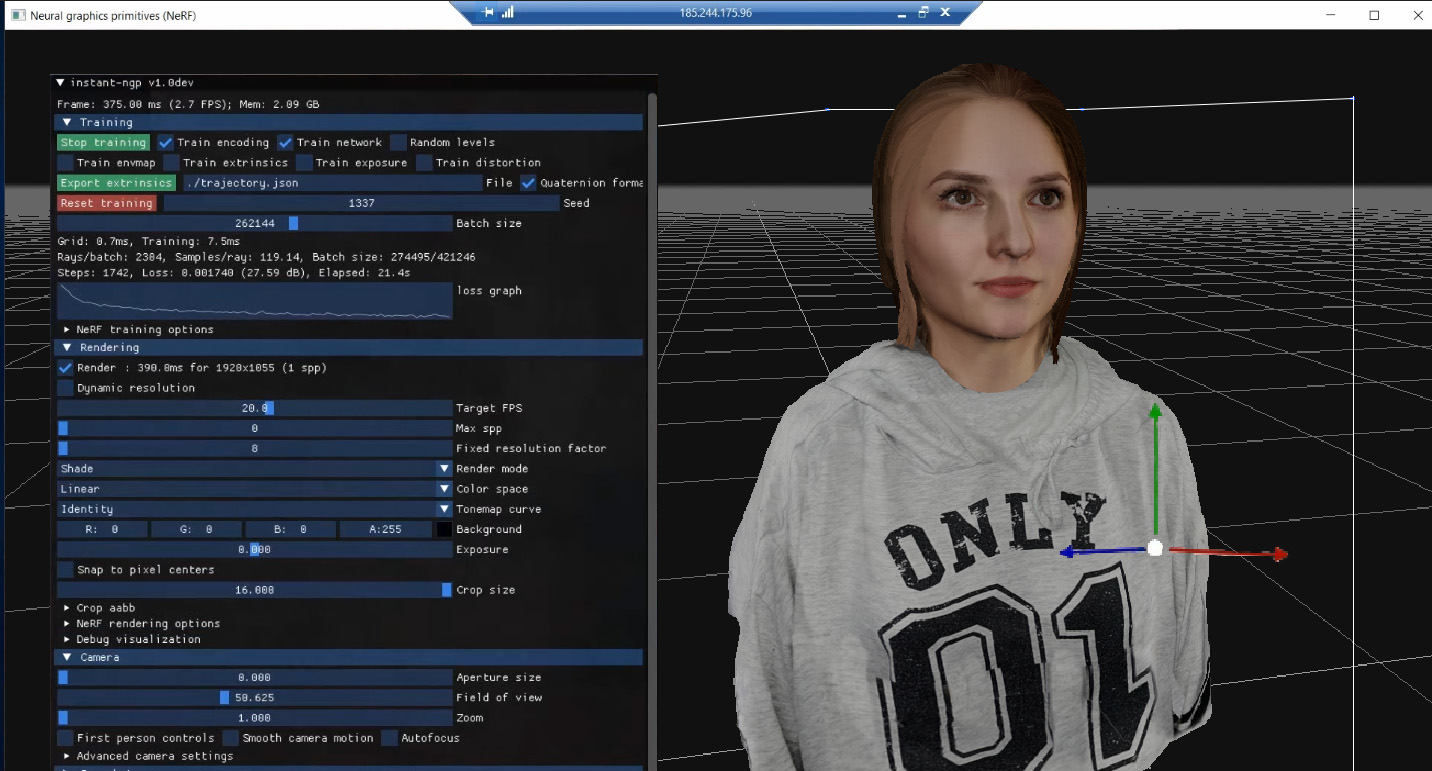 Neural graphics primitives (NeRF)
185.244.175.96
instant-ngp v1.0dev
Frame: 375.00 ms (2.7 FPS); Mem: 2.09 GB
Training
Stop training Train encoding Train network Random levels
Train envmap Train extrinsics Train exposure Train distortion
Export extrinsics ./trajectory.json File Quaternion forma
Reset training 1337 Seed
262144 Batch size
Grid: 0.7ms, Training: 7.5ms
Rays/batch: 2304, Samples/ray: 119.14, Batch size: 274495/421246
Steps: 1742, Loss: 0.001740 (27.59 dB), Elapsed: 21.4s
loss graph
NeRF training options
Rendering
Render : 390.0ms for 1920x1055 (1 spp)
Dynamic resolution
20.0 Target FPS
0 Max spp
8 Fixed resolution factor
Shade Render mode
Linear Color space
Identity Tonemap curve
R: 0 G: 0 B: 0 A:255 Background
0.000 Exposure
Snap to pixel centers
16.000 Crop size
Crop aabb
NeRF rendering options
Debug visualization
Camera
0.000 Aperture size
50.625 Field of view
1.000 Zoom
First person controls Smooth camera motion Autofocus
Advanced camera settings
ONLY
01